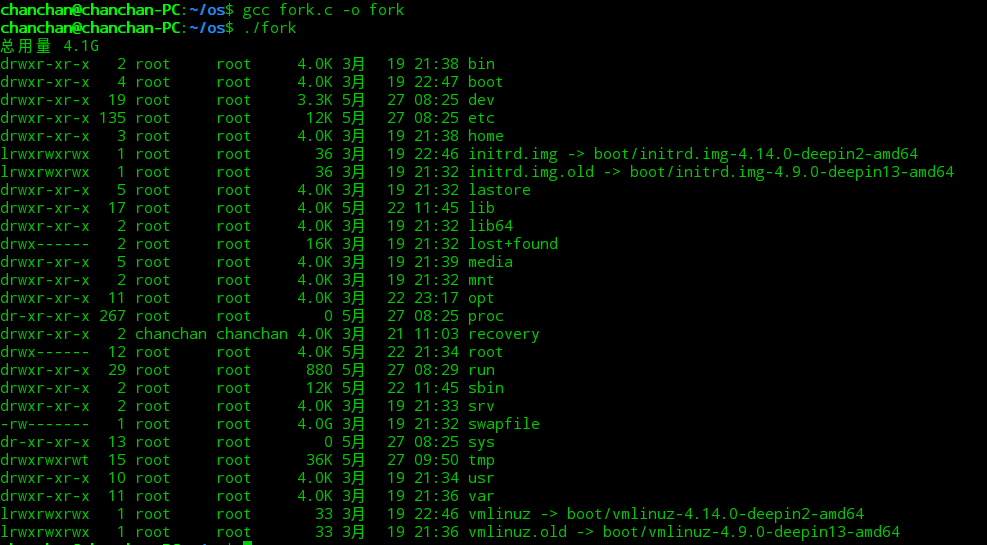 chanchan@chanchan-PC:~/os$ gcc fork.c -o fork
chanchan@chanchan-PC:~/os$ ./fork
总用量 4.1G
drwxr-xr-x   2 root     root     4.0K 3月  19 21:38 bin
drwxr-xr-x   4 root     root     4.0K 3月  19 22:47 boot
drwxr-xr-x  19 root     root     3.3K 5月  27 08:25 dev
drwxr-xr-x 135 root     root      12K 5月  27 08:25 etc
drwxr-xr-x   3 root     root     4.0K 3月  19 21:38 home
lrwxrwxrwx   1 root     root       36 3月  19 22:46 initrd.img -> boot/initrd.img-4.14.0-deepin2-amd64
lrwxrwxrwx   1 root     root       36 3月  19 21:32 initrd.img.old -> boot/initrd.img-4.9.0-deepin13-amd64
drwxr-xr-x   5 root     root     4.0K 3月  19 21:32 lastore
drwxr-xr-x  17 root     root     4.0K 5月  22 11:45 lib
drwxr-xr-x   2 root     root     4.0K 3月  19 21:32 lib64
drwx------   2 root     root      16K 3月  19 21:32 lost+found
drwxr-xr-x   5 root     root     4.0K 3月  19 21:39 media
drwxr-xr-x   2 root     root     4.0K 3月  19 21:32 mnt
drwxr-xr-x  11 root     root     4.0K 3月  22 23:17 opt
dr-xr-xr-x 267 root     root        0 5月  27 08:25 proc
drwxr-xr-x   2 chanchan chanchan 4.0K 3月  21 11:03 recovery
drwx------  12 root     root     4.0K 5月  22 21:34 root
drwxr-xr-x  29 root     root      880 5月  27 08:29 run
drwxr-xr-x   2 root     root      12K 5月  22 11:45 sbin
drwxr-xr-x   2 root     root     4.0K 3月  19 21:33 srv
-rw-------   1 root     root     4.0G 3月  19 21:32 swapfile
dr-xr-xr-x  13 root     root        0 5月  27 08:25 sys
drwxrwxrwt  15 root     root      36K 5月  27 09:50 tmp
drwxr-xr-x  10 root     root     4.0K 3月  19 21:34 usr
drwxr-xr-x  11 root     root     4.0K 3月  19 21:36 var
lrwxrwxrwx   1 root     root       33 3月  19 22:46 vmlinuz -> boot/vmlinuz-4.14.0-deepin2-amd64
lrwxrwxrwx   1 root     root       33 3月  19 21:36 vmlinuz.old -> boot/vmlinuz-4.9.0-deepin13-amd64
chanchan@chanchan-PC:~/os$